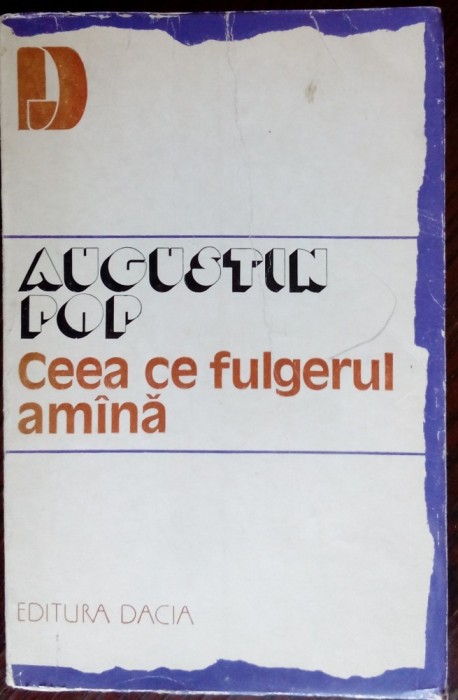 AUGUSTIN
POP
Ceea ce fulgerul
amînă
EDITURA DACIA